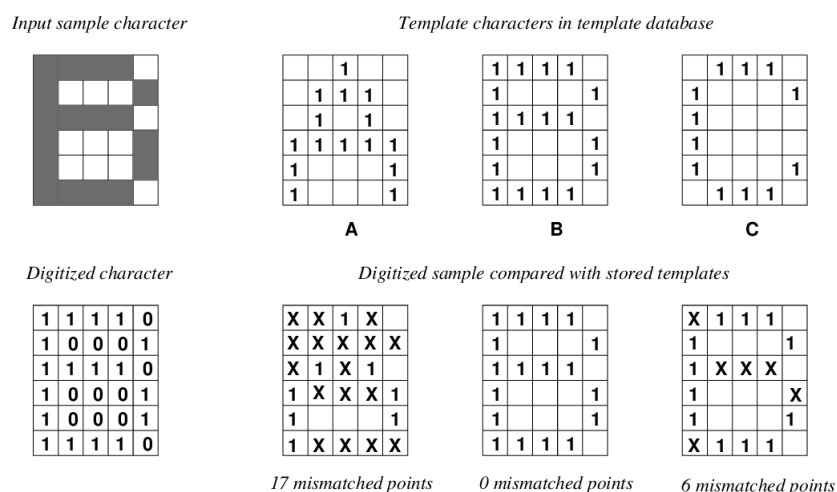 Input sample character
Template characters in template database
1
1 1 1
1 1
1 1 1 1 1
1 1
1 1
A
1 1 1 1
1 1
1 1 1 1
1 1
1 1
1 1 1 1
B
1 1 1
1 1
1
1
1 1
1 1 1
C
Digitized character
Digitized sample compared with stored templates
1 1 1 1 0
1 0 0 0 1
1 1 1 1 0
1 0 0 0 1
1 0 0 0 1
1 1 1 1 0
X X 1 X
X X X X X
X 1 X 1
1 X X X 1
1 1
1 X X X X
17 mismatched points
1 1 1 1
1 1
1 1 1 1
1 1
1 1
1 1 1 1
0 mismatched points
X 1 1 1
1 1
1 X X X
1 X
1 1
X 1 1 1
6 mismatched points